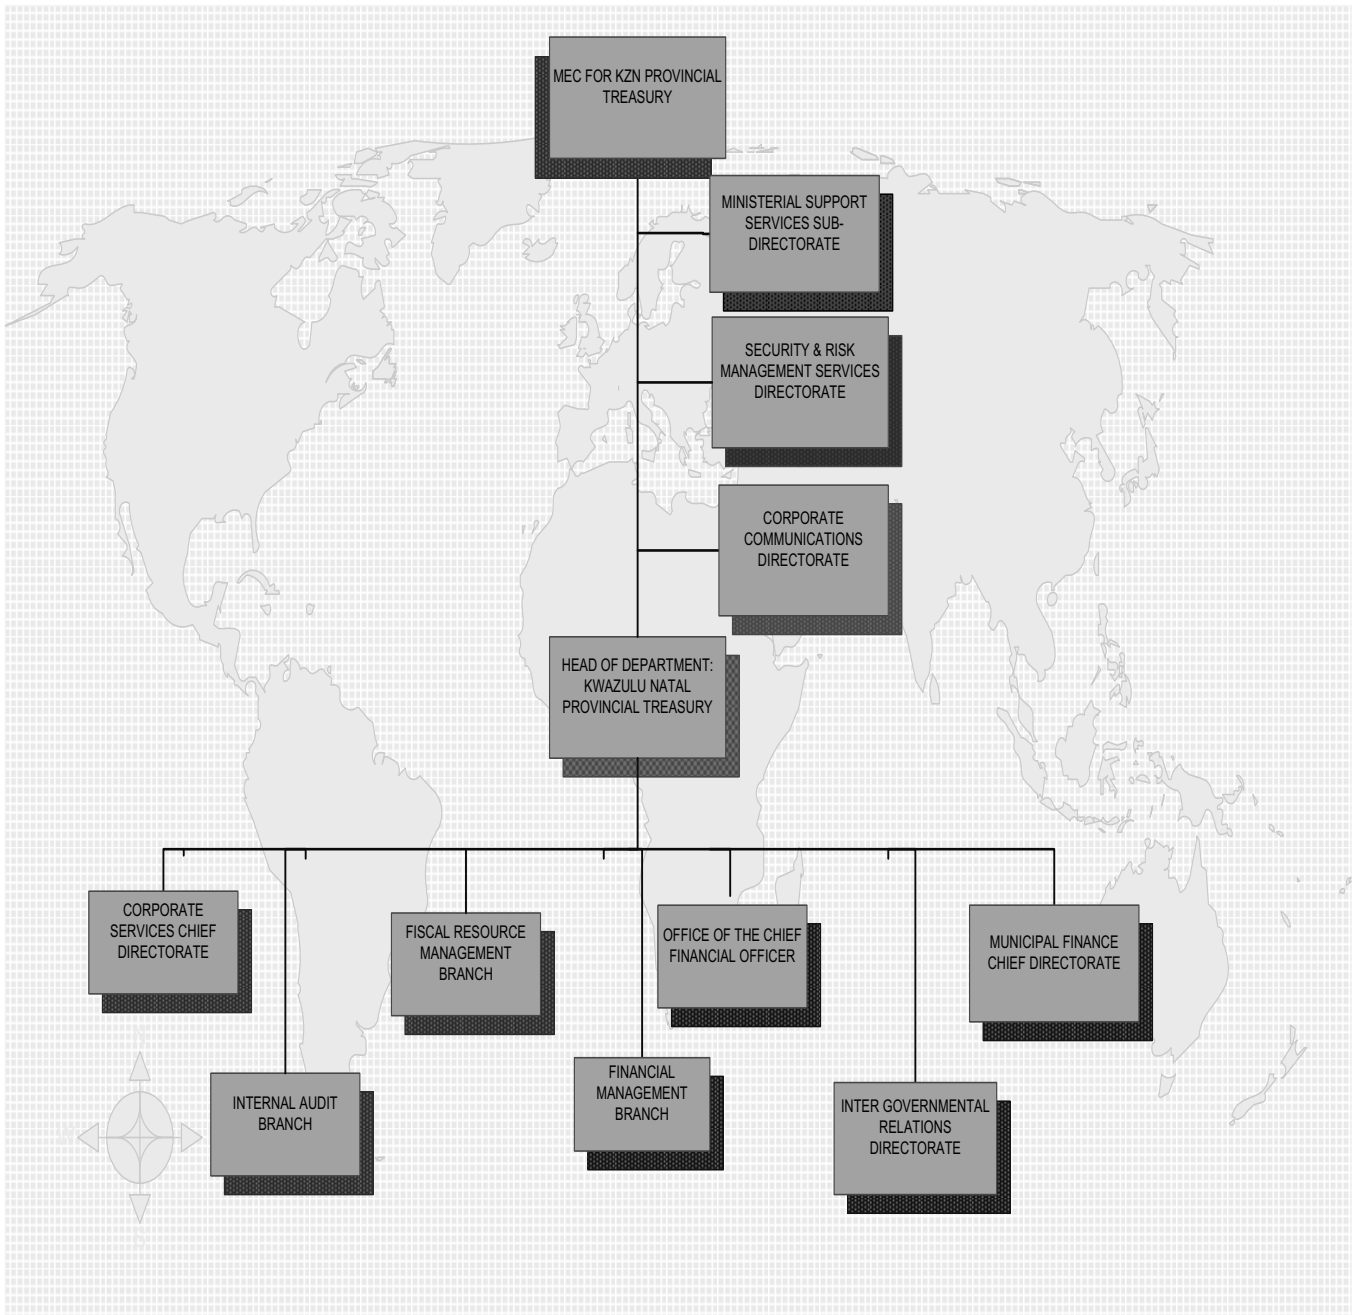 MEC FOR KZN PROVINCIAL
TREASURY
MINISTERIAL SUPPORT
SERVICES SUB-
DIRECTORATE
SECURITY & RISK
MANAGEMENT SERVICES
DIRECTORATE
CORPORATE
COMMUNICATIONS
DIRECTORATE
HEAD OF DEPARTMENT:
KWAZULU NATAL
PROVINCIAL TREASURY
CORPORATE
SERVICES CHIEF
DIRECTORATE
FISCAL RESOURCE
MANAGEMENT
BRANCH
OFFICE OF THE CHIEF
FINANCIAL OFFICER
MUNICIPAL FINANCE
CHIEF DIRECTORATE
INTERNAL AUDIT
BRANCH
FINANCIAL
MANAGEMENT
BRANCH
INTER GOVERNMENTAL
RELATIONS
DIRECTORATE